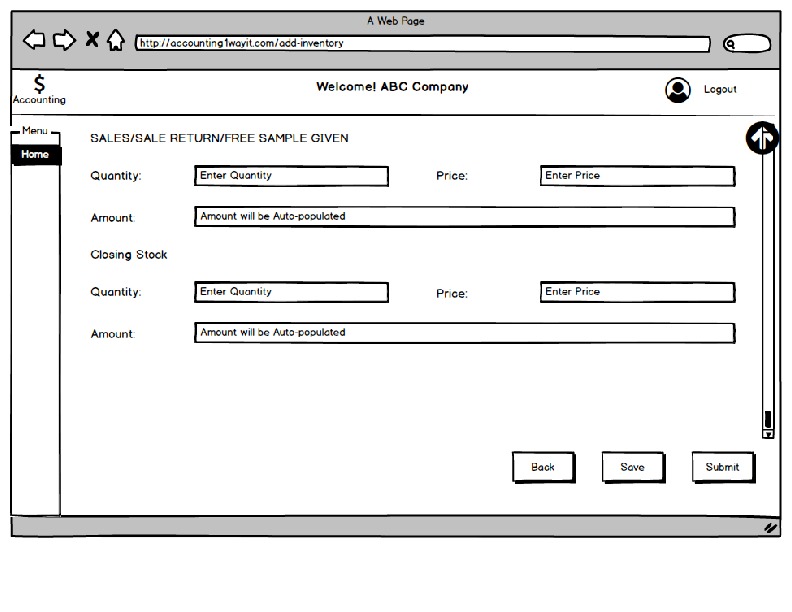 A Web Page
http://accounting1wayit.com/add-inventory
$
Accounting
Welcome! ABC Company
Logout
Menu
Home
SALES/SALE RETURN/FREE SAMPLE GIVEN
Quantity: Enter Quantity Price: Enter Price
Amount: Amount will be Auto-populated
Closing Stock
Quantity: Enter Quantity Price: Enter Price
Amount: Amount will be Auto-populated
Back Save Submit